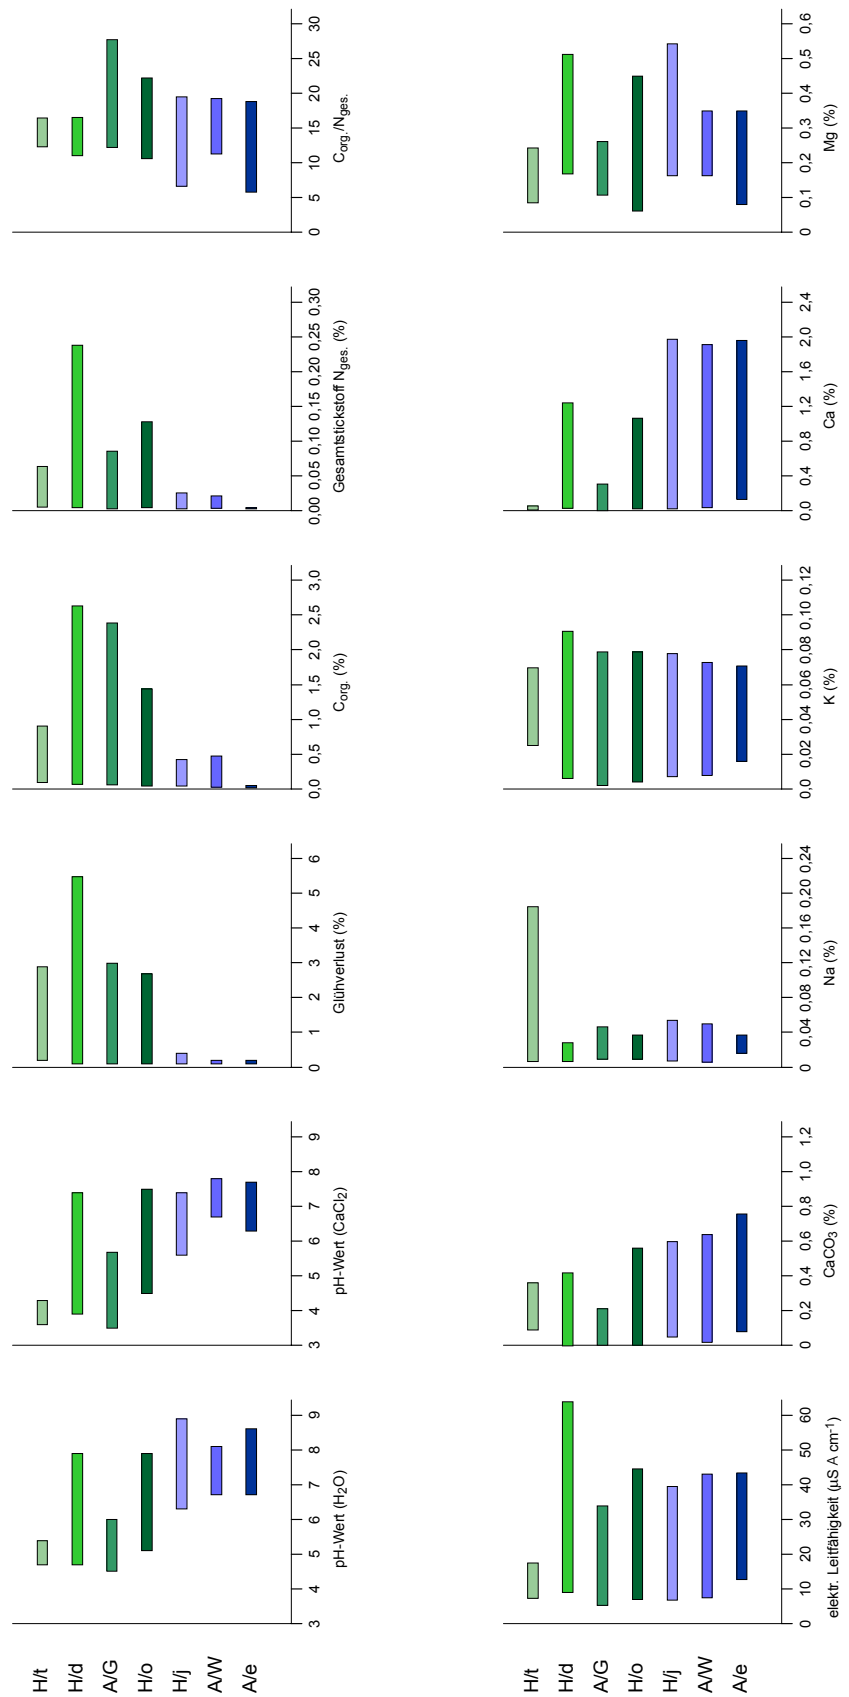 H/t
H/d
A/G
H/o
H/j
A/W
A/e
3 4 5 6 7 8 9
pH-Wert (H₂O)
3 4 5 6 7 8 9
pH-Wert (CaCl₂)
0 1 2 3 4 5 6
Glühverlust (%)
0,0 0,5 1,0 1,5 2,0 2,5 3,0
Corg. (%)
0,00 0,05 0,10 0,15 0,20 0,25 0,30
Gesamtstickstoff Nges. (%)
0 5 10 15 20 25 30
Corg./Nges.
H/t
H/d
A/G
H/o
H/j
A/W
A/e
0 10 20 30 40 50 60
elektr. Leitfähigkeit (µS A cm⁻¹)
0 0,2 0,4 0,6 0,8 1,0 1,2
CaCO₃ (%)
0 0,04 0,08 0,12 0,16 0,20 0,24
Na (%)
0,0 0,02 0,04 0,06 0,08 0,10 0,12
K (%)
0,0 0,4 0,8 1,2 1,6 2,0 2,4
Ca (%)
0 0,1 0,2 0,3 0,4 0,5 0,6
Mg (%)